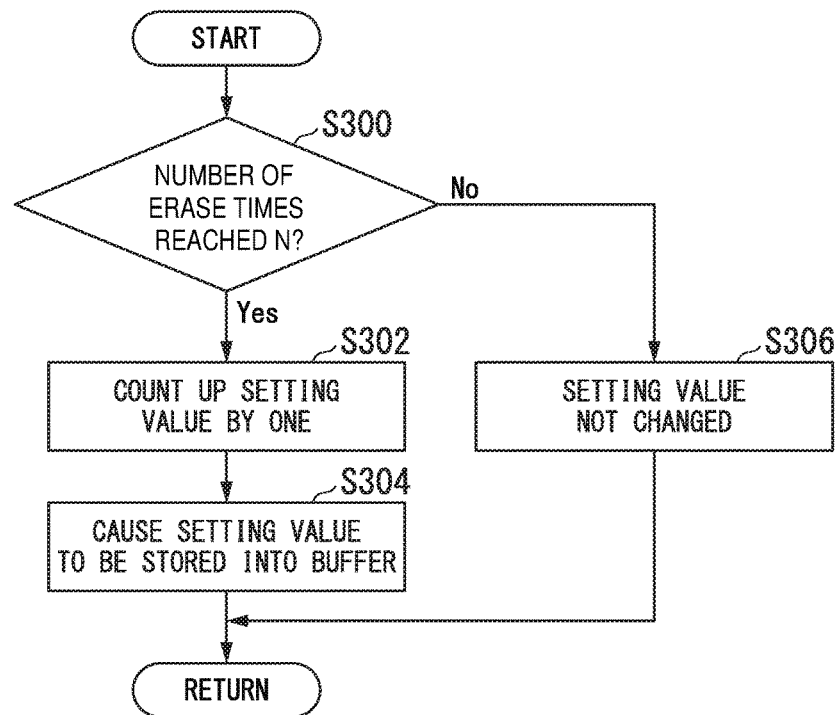 START
S300
NUMBER OF
ERASE TIMES
REACHED N?
No
Yes
S302
COUNT UP SETTING
VALUE BY ONE
S306
SETTING VALUE
NOT CHANGED
S304
CAUSE SETTING VALUE
TO BE STORED INTO BUFFER
RETURN